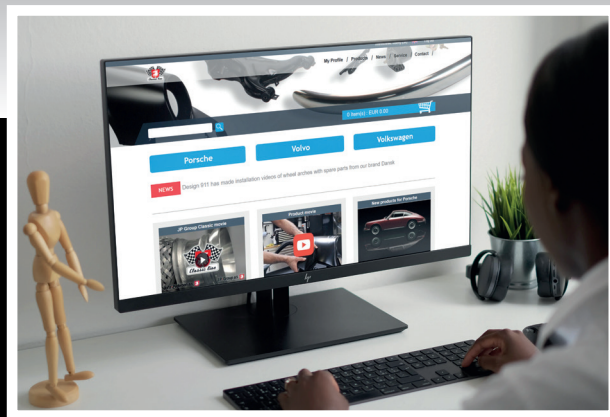 My Profile / Products / News / Service / Contact /
0 Item(s) EUR 0.00
Porsche
Volvo
Volkswagen
NEWS
Design 911 has made installation videos of wheel arches with spare parts from our brand Dansk
JP Group Classic movie
Product movie
New products for Porsche
Classic line
hp